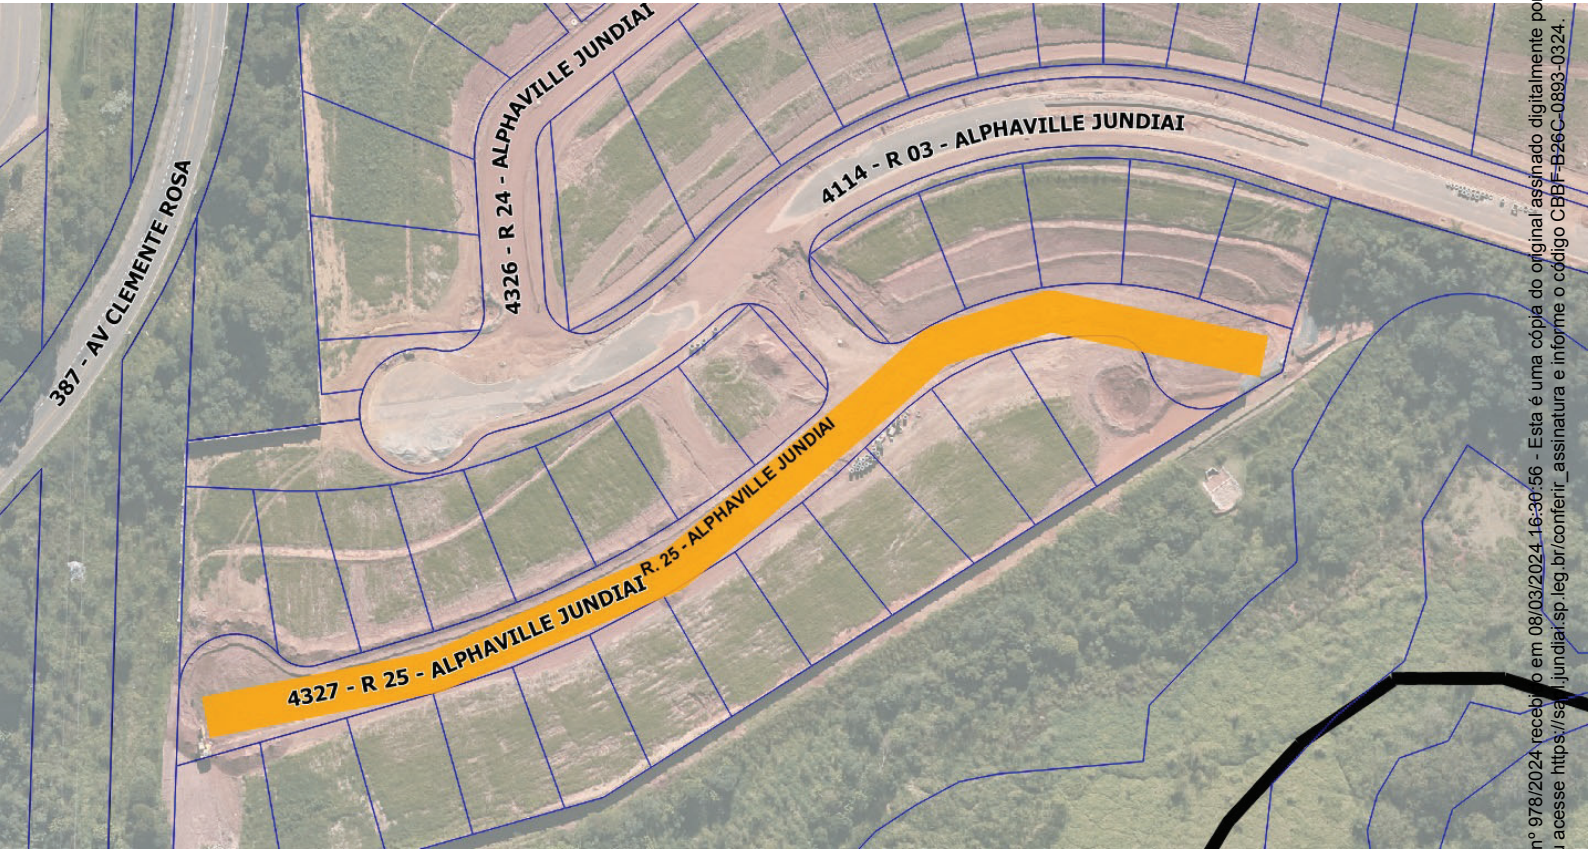 4326 - R 24 - ALPHAVILLE JUNDIAI
4114 - R 03 - ALPHAVILLE JUNDIAI
387 - AV CLEMENTE ROSA
R. 25 - ALPHAVILLE JUNDIAI
4327 - R 25 - ALPHAVILLE JUNDIAI
nº 978/2024 recebido em 08/03/2024 16:30:56 - Esta é uma cópia do original assinado digitalmente por
acesse https://sapl.jundiai.sp.leg.br/conferir_assinatura e informe o código CBBF-B26C-0893-0324.